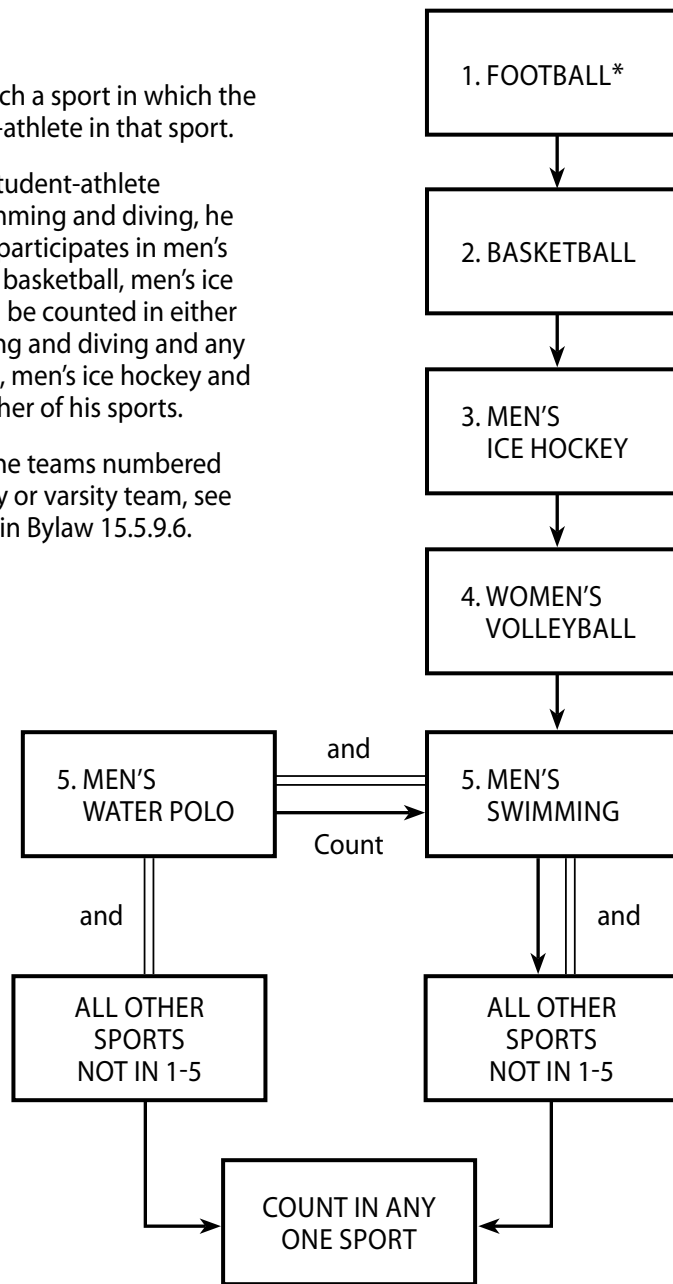 ch a sport in which the
-athlete in that sport.
tudent-athlete
nming and diving, he
participates in men's
basketball, men's ice
be counted in either
ng and diving and any
, men's ice hockey and
her of his sports.
ne teams numbered
y or varsity team, see
in Bylaw 15.5.9.6.
1. FOOTBALL*
2. BASKETBALL
3. MEN'S
ICE HOCKEY
4. WOMEN'S
VOLLEYBALL
5. MEN'S
WATER POLO
and
Count
5. MEN'S
SWIMMING
and
and
ALL OTHER
SPORTS
NOT IN 1-5
ALL OTHER
SPORTS
NOT IN 1-5
COUNT IN ANY
ONE SPORT